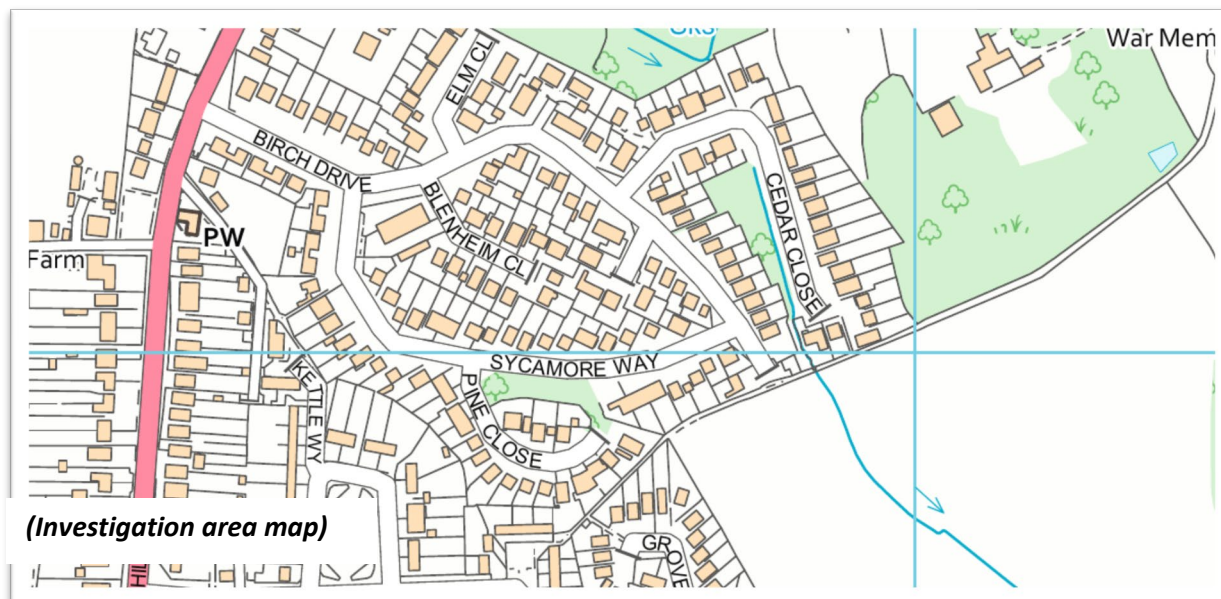 War Mem
ELM CL
BIRCH DRIVE
BLENHEIM CL
CEDAR CLOSE
PW
Farm
SYCAMORE WAY
KETTLE WY
PINE CLOSE
(Investigation area map)
GROVE